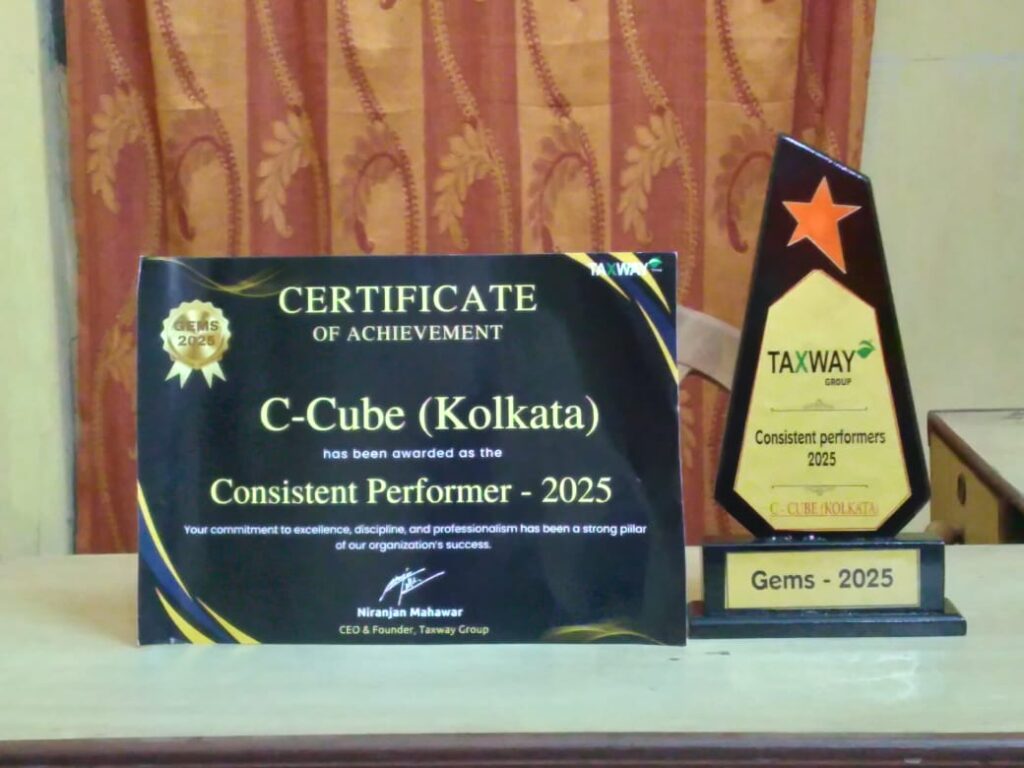 TAXWAY
CERTIFICATE
OF ACHIEVEMENT
GEMS
2025
C-Cube (Kolkata)
has been awarded as the
Consistent Performer - 2025
Your commitment to excellence, discipline, and professionalism has been a strong pillar
of our organization's success.
Niranjan Mahawar
CEO & Founder, Taxway Group
TAXWAY
GROUP
Consistent performers
2025
C - CUBE (KOLKATA)
Gems - 2025